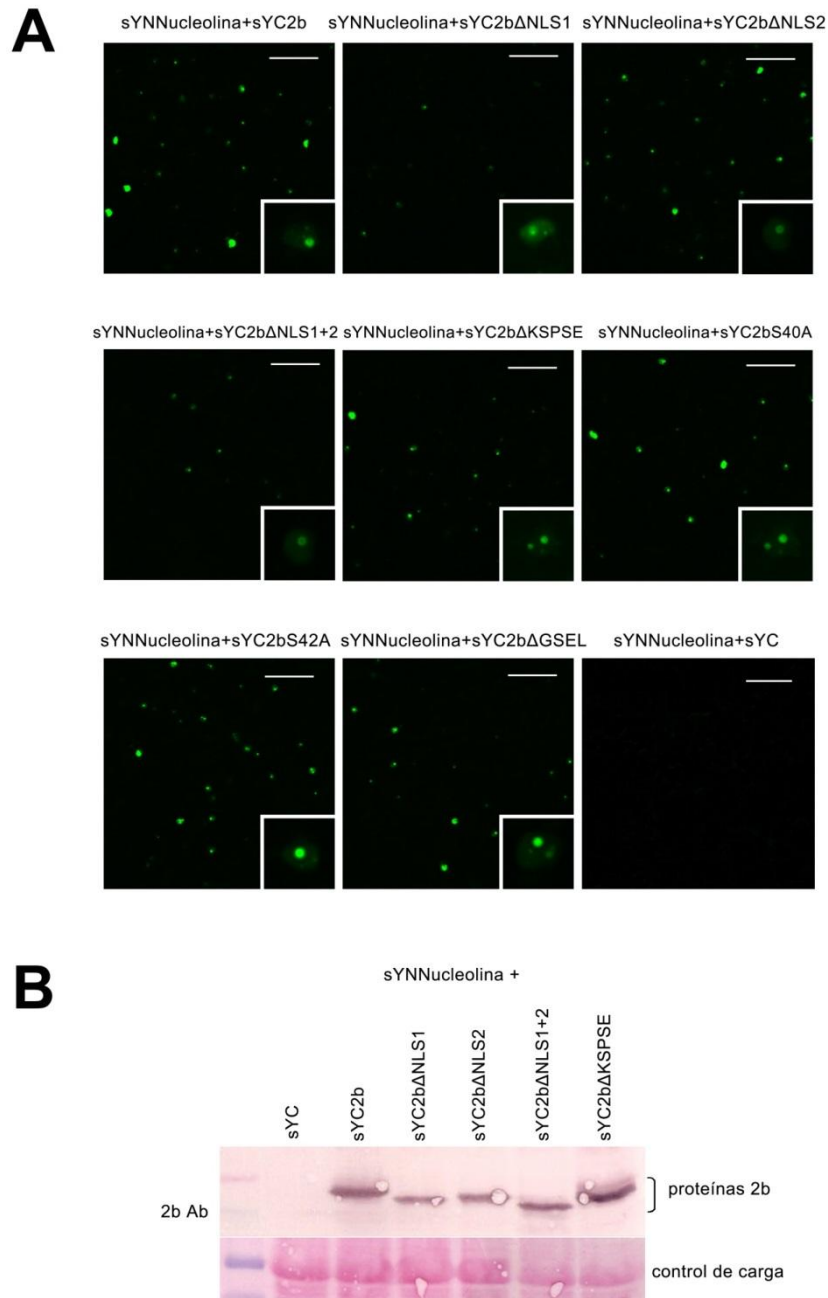 A
sYNNucleolina+sYC2b
sYNNucleolina+sYC2bΔNLS1
sYNNucleolina+sYC2bΔNLS2
sYNNucleolina+sYC2bΔNLS1+2
sYNNucleolina+sYC2bΔKSPSE
sYNNucleolina+sYC2bS40A
sYNNucleolina+sYC2bS42A
sYNNucleolina+sYC2bΔGSEL
sYNNucleolina+sYC
B
sYNNucleolina +
sYC
sYC2b
sYC2bΔNLS1
sYC2bΔNLS2
sYC2bΔNLS1+2
sYC2bΔKSPSE
2b Ab
proteínas 2b
control de carga